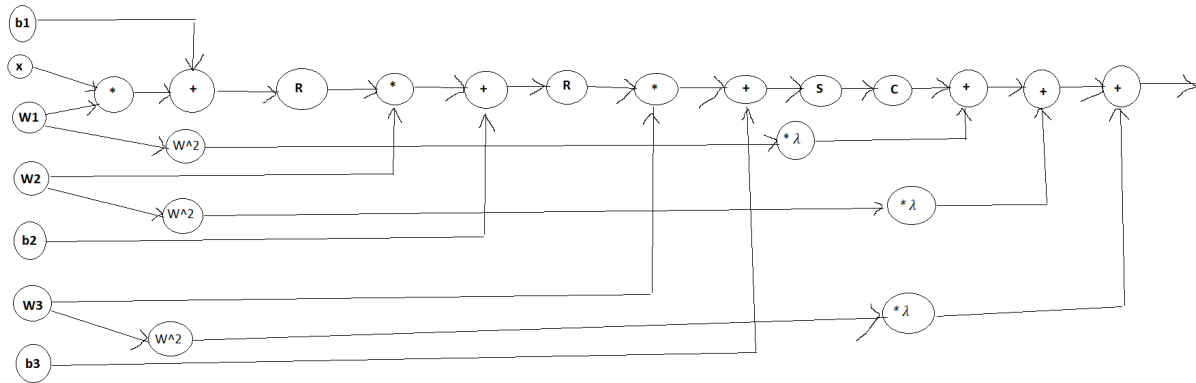 b1
x
* + R * + R * + S C + + +
W1
W^2 * λ
W2
W^2 * λ
b2
W3
W^2 * λ
b3